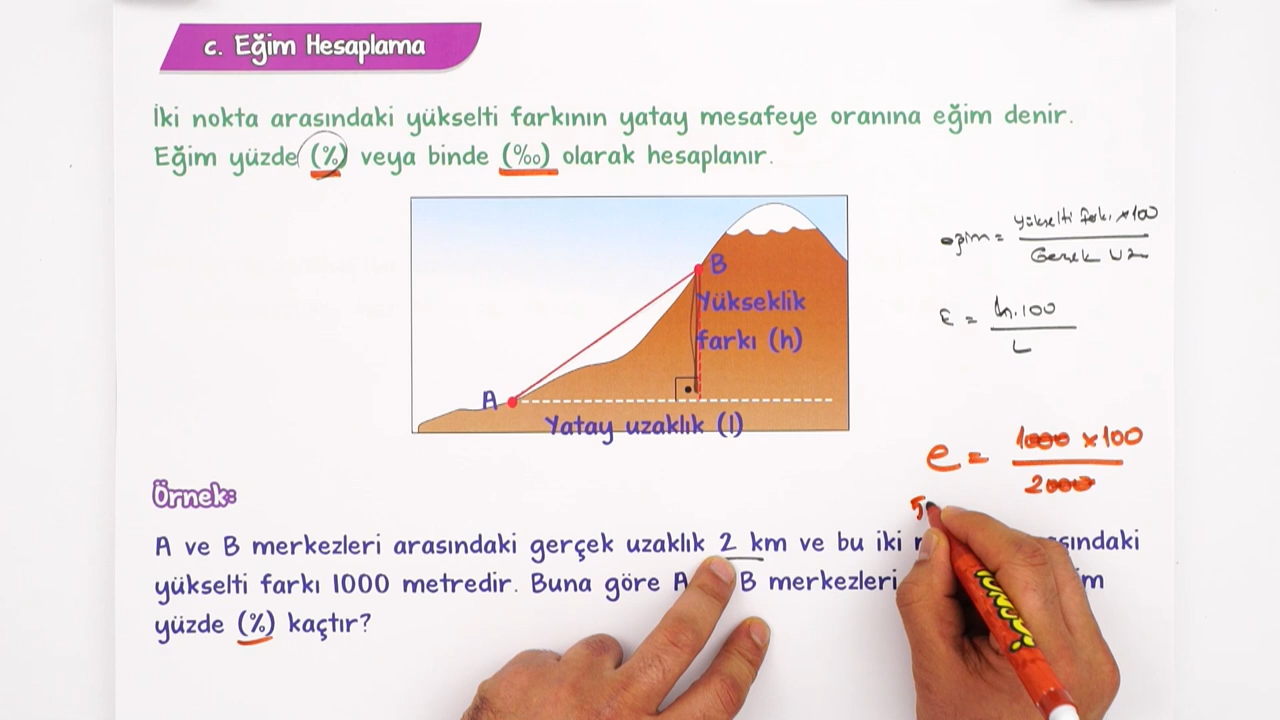 c. Eğim Hesaplama
İki nokta arasındaki yükselti farkının yatay mesafeye oranına eğim denir.
Eğim yüzde (%) veya binde (‰) olarak hesaplanır.
B
Yükseklik
farkı (h)
A
Yatay uzaklık (l)
yükselti farkı x100
Gerçek Uz
E = h.100
L
e = 1000 x100
2000
Örnek:
A ve B merkezleri arasındaki gerçek uzaklık 2 km ve bu iki
yükselti farkı 1000 metredir. Buna göre A B merkezleri
yüzde (%) kaçtır?